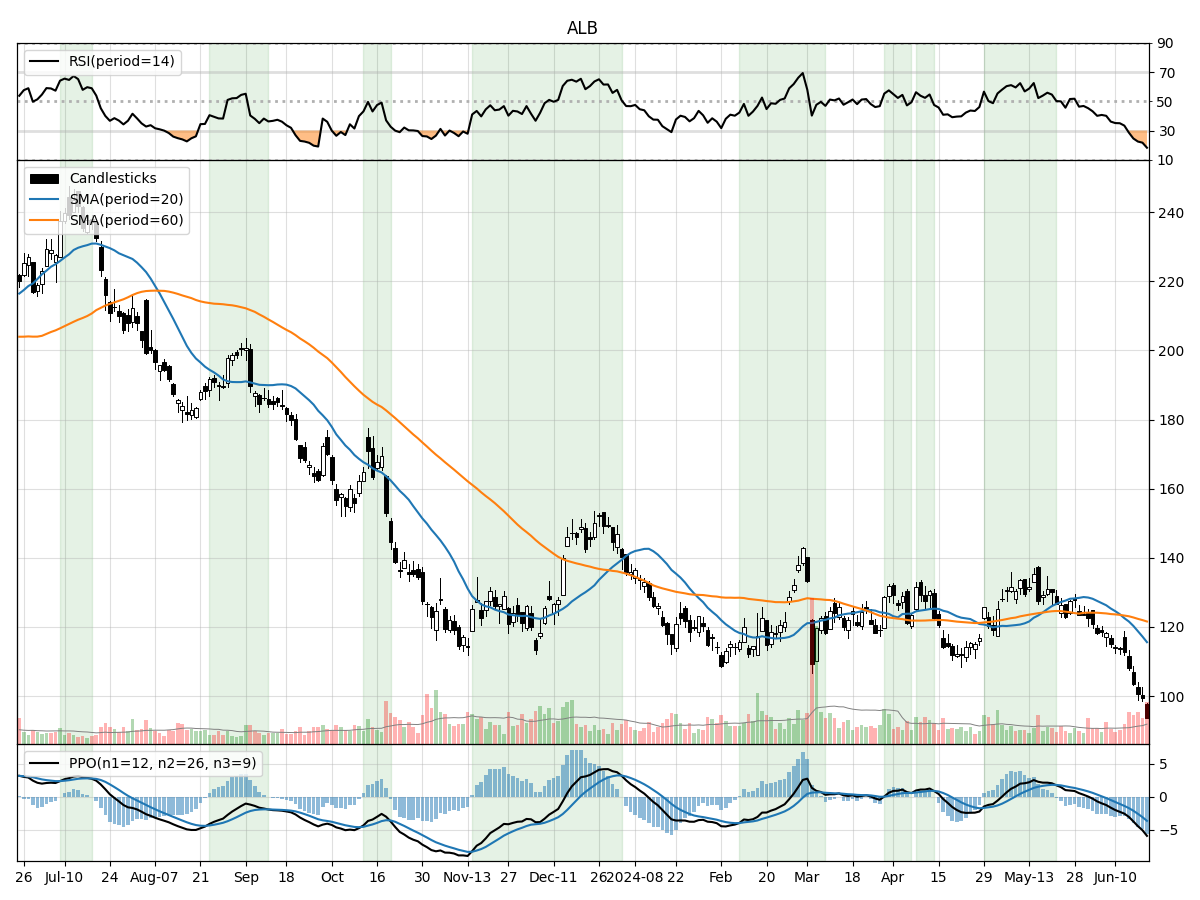 ALB
RSI(period=14)
90
70
50
30
10
Candlesticks
SMA(period=20)
SMA(period=60)
240
220
200
180
160
140
120
100
PPO(n1=12, n2=26, n3=9)
5
0
−5
26 Jul-10 24 Aug-07 21 Sep 18 Oct 16 30 Nov-13 27 Dec-11 26 2024-08 22 Feb 20 Mar 18 Apr 15 29 May-13 28 Jun-10